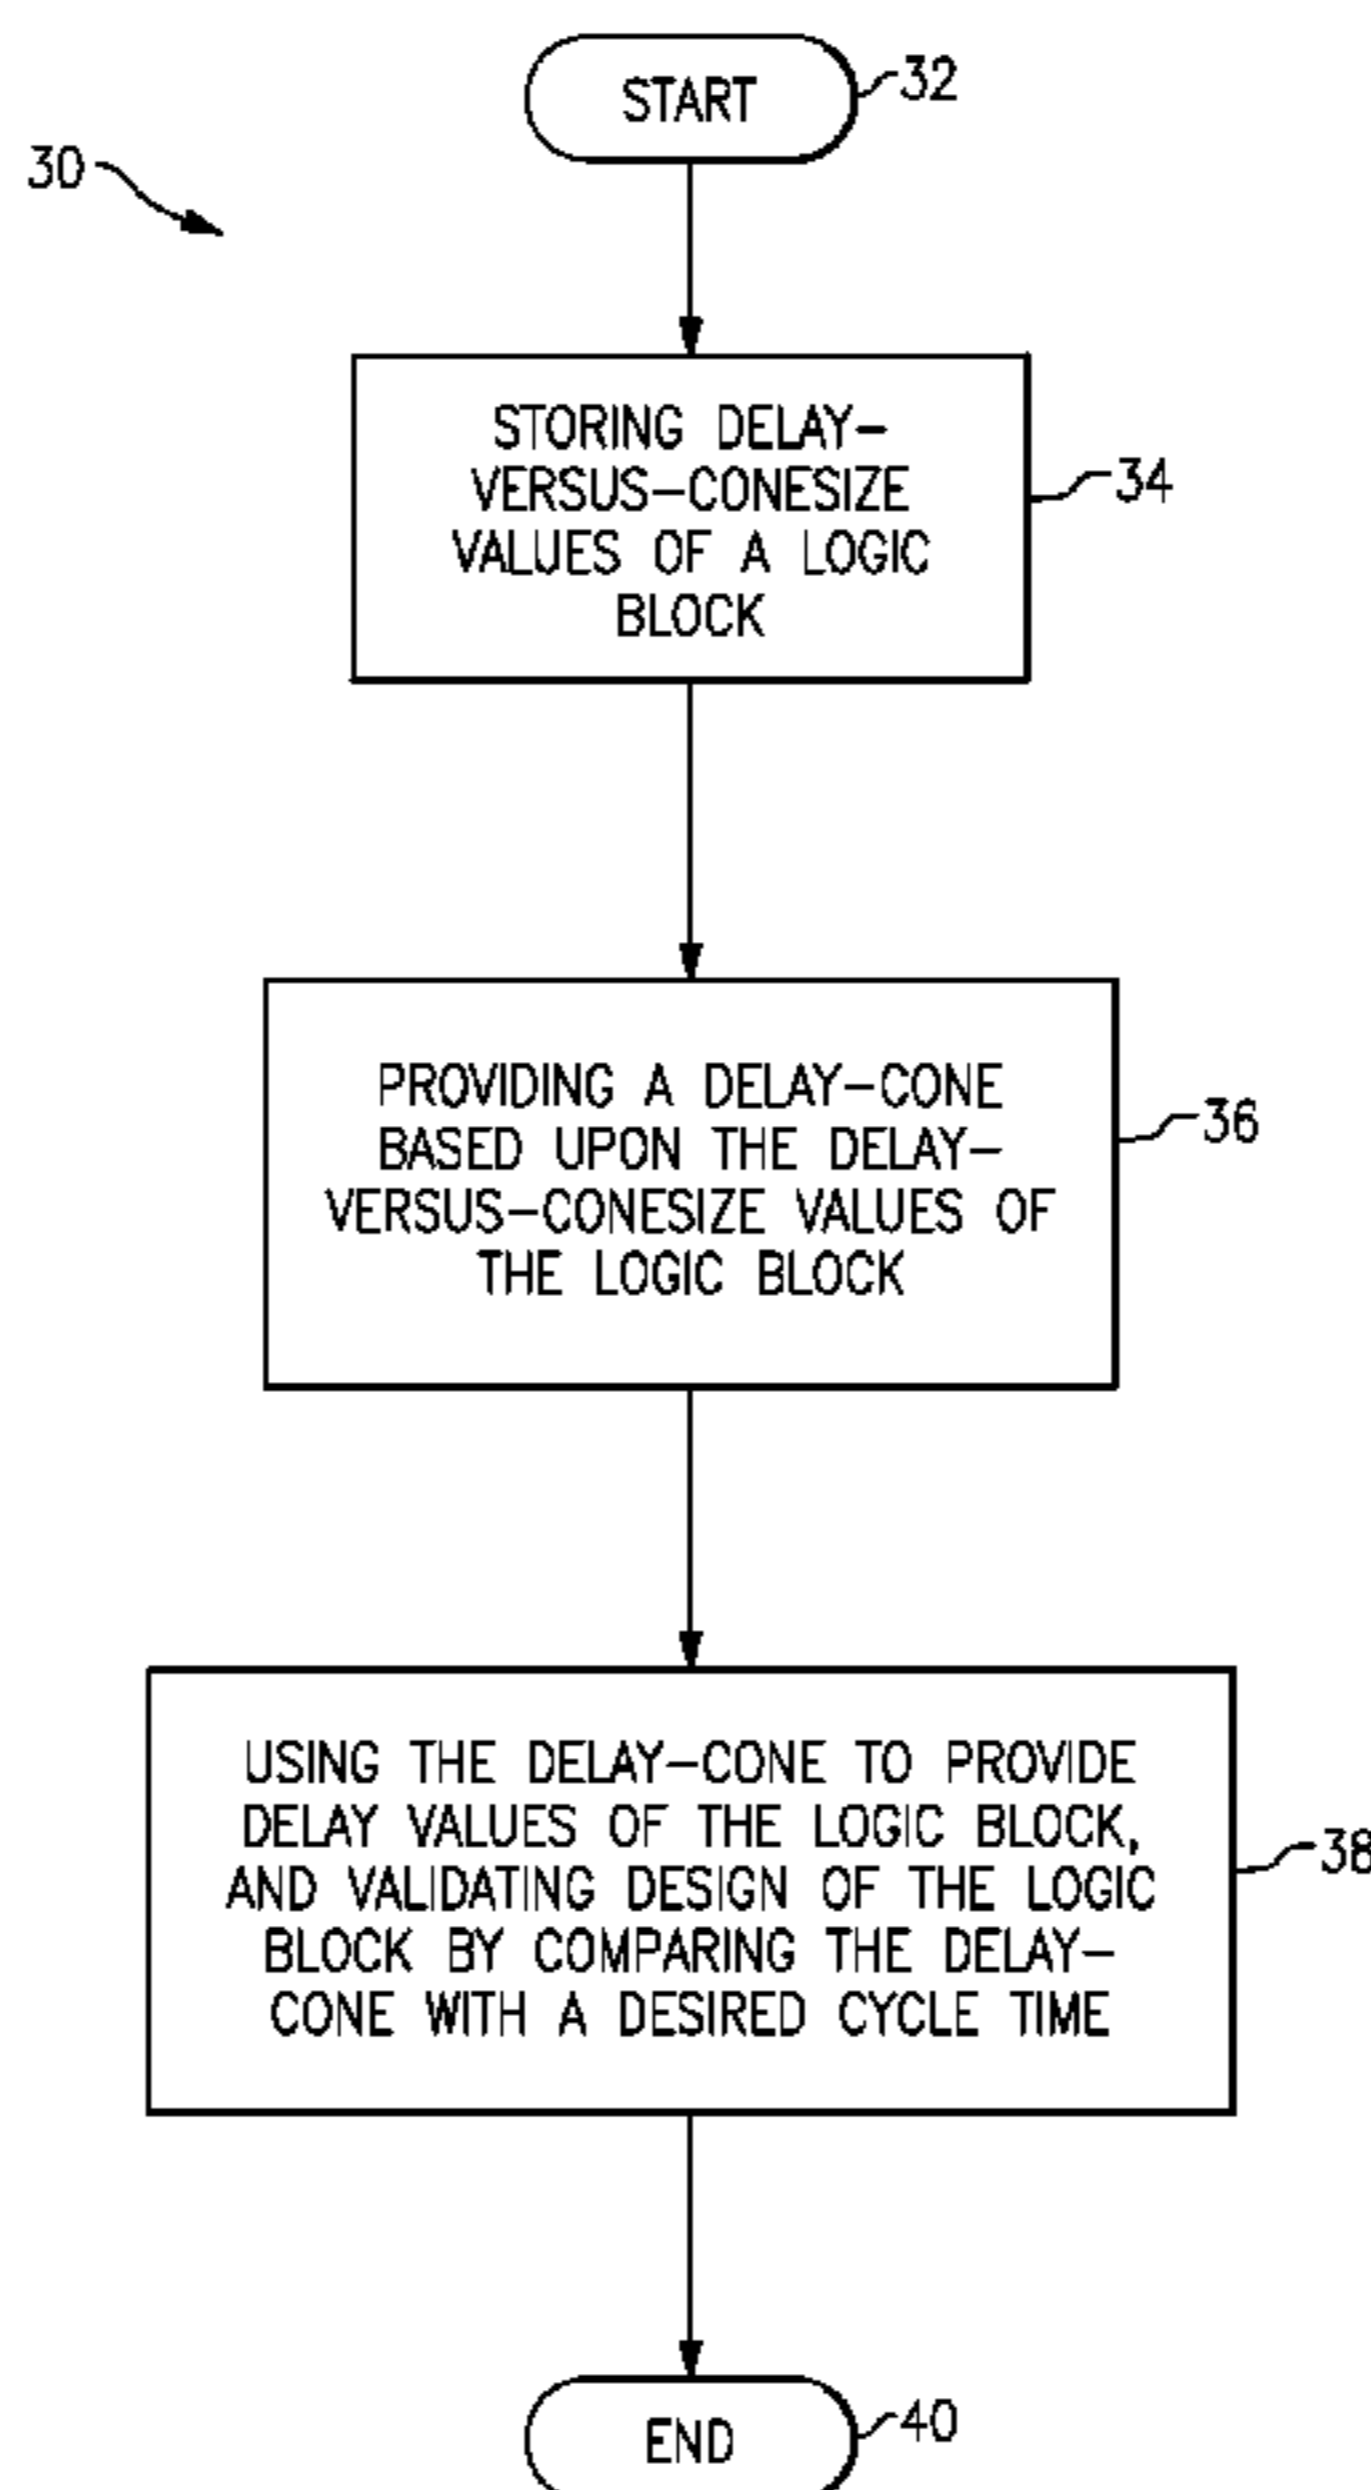 START
32
30
STORING DELAY-
VERSUS-CONESIZE
VALUES OF A LOGIC
BLOCK
34
PROVIDING A DELAY-CONE
BASED UPON THE DELAY-
VERSUS-CONESIZE VALUES OF
THE LOGIC BLOCK
36
USING THE DELAY-CONE TO PROVIDE
DELAY VALUES OF THE LOGIC BLOCK,
AND VALIDATING DESIGN OF THE LOGIC
BLOCK BY COMPARING THE DELAY-
CONE WITH A DESIRED CYCLE TIME
38
END
40